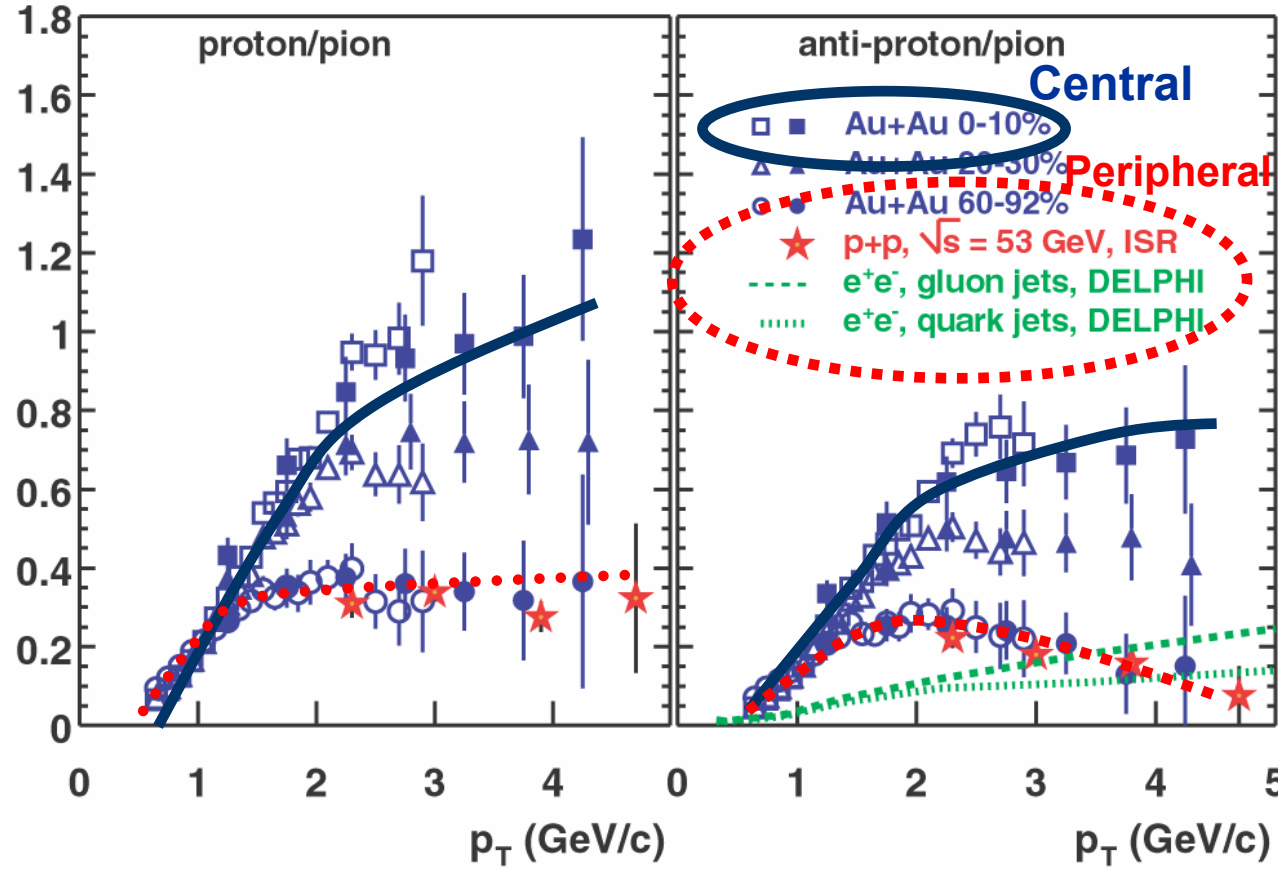 proton/pion
1.8
1.6
1.4
1.2
1
0.8
0.6
0.4
0.2
0
0 1 2 3 4
p_T (GeV/c)
anti-proton/pion
Central
Au+Au 0-10%
Au+Au 20-30%
Peripheral
Au+Au 60-92%
p+p, √s = 53 GeV, ISR
e⁺e⁻, gluon jets, DELPHI
e⁺e⁻, quark jets, DELPHI
0 1 2 3 4 5
p_T (GeV/c)